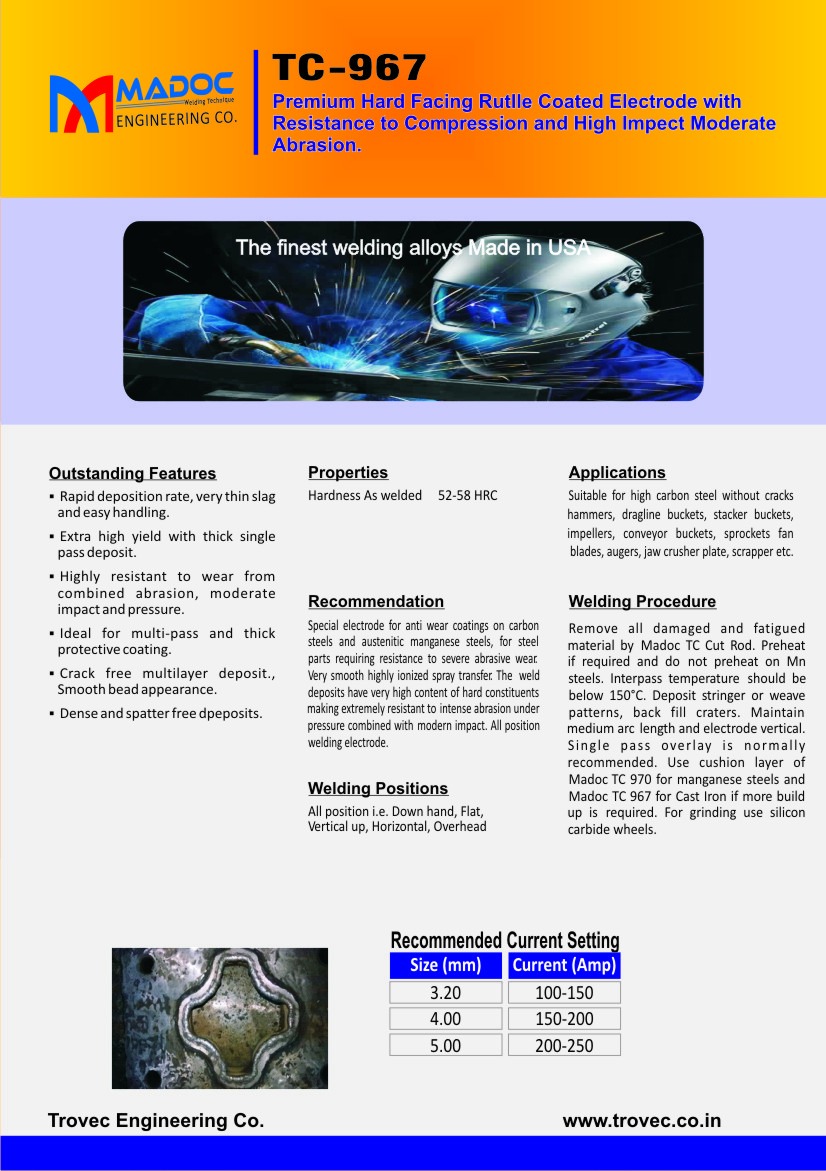 MADOC
Welding Technique
ENGINEERING CO.
TC-967
Premium Hard Facing Rutlle Coated Electrode with
Resistance to Compression and High Impect Moderate
Abrasion.
The finest welding alloys Made in USA
optrel
Outstanding Features
▪ Rapid deposition rate, very thin slag
and easy handling.
▪ Extra high yield with thick single
pass deposit.
▪ Highly resistant to wear from
combined abrasion, moderate
impact and pressure.
▪ Ideal for multi-pass and thick
protective coating.
▪ Crack free multilayer deposit.,
Smooth bead appearance.
▪ Dense and spatter free dpeposits.
Properties
Hardness As welded 52-58 HRC
Recommendation
Special electrode for anti wear coatings on carbon
steels and austenitic manganese steels, for steel
parts requiring resistance to severe abrasive wear.
Very smooth highly ionized spray transfer. The weld
deposits have very high content of hard constituents
making extremely resistant to intense abrasion under
pressure combined with modern impact. All position
welding electrode.
Welding Positions
All position i.e. Down hand, Flat,
Vertical up, Horizontal, Overhead
Applications
Suitable for high carbon steel without cracks
hammers, dragline buckets, stacker buckets,
impellers, conveyor buckets, sprockets fan
blades, augers, jaw crusher plate, scrapper etc.
Welding Procedure
Remove all damaged and fatigued
material by Madoc TC Cut Rod. Preheat
if required and do not preheat on Mn
steels. Interpass temperature should be
below 150°C. Deposit stringer or weave
patterns, back fill craters. Maintain
medium arc length and electrode vertical.
Single pass overlay is normally
recommended. Use cushion layer of
Madoc TC 970 for manganese steels and
Madoc TC 967 for Cast Iron if more build
up is required. For grinding use silicon
carbide wheels.
Recommended Current Setting
Size (mm) Current (Amp)
3.20 100-150
4.00 150-200
5.00 200-250
Trovec Engineering Co.
www.trovec.co.in